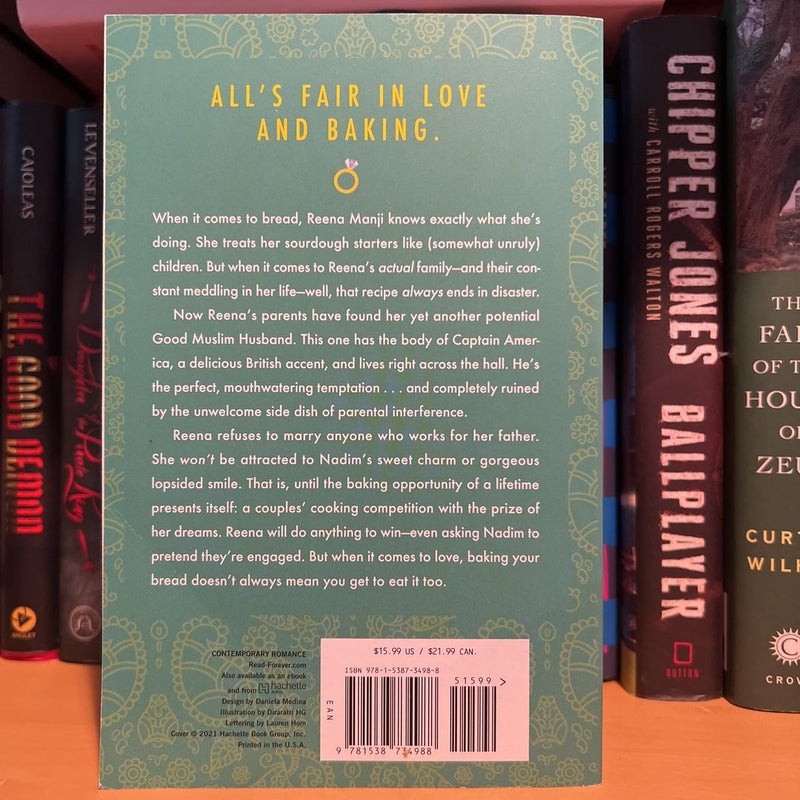 ALL'S FAIR IN LOVE
AND BAKING.
When it comes to bread, Reena Manji knows exactly what she's
doing. She treats her sourdough starters like (somewhat unruly)
children. But when it comes to Reena's actual family—and their con-
stant meddling in her life—well, that recipe always ends in disaster.
Now Reena's parents have found her yet another potential
Good Muslim Husband. This one has the body of Captain Amer-
ica, a delicious British accent, and lives right across the hall. He's
the perfect, mouthwatering temptation . . . and completely ruined
by the unwelcome side dish of parental interference.
Reena refuses to marry anyone who works for her father.
She won't be attracted to Nadim's sweet charm or gorgeous
lopsided smile. That is, until the baking opportunity of a lifetime
presents itself: a couples' cooking competition with the prize of
her dreams. Reena will do anything to win—even asking Nadim to
pretend they're engaged. But when it comes to love, baking your
bread doesn't always mean you get to eat it too.
CONTEMPORARY ROMANCE
Read-Forever.com
Also available as an ebook
and from hachette
audio
Design by Daniela Medina
Illustration by Diraratri HG
Lettering by Lauren Hom
Cover © 2021 Hachette Book Group, Inc.
Printed in the U.S.A.
$15.99 US / $21.99 CAN.
ISBN 978-1-5387-3498-8
51599 >
EAN
9 781538 734988
CAIOLEAS
THE GOOD DEMON
AMULET
LEVENSELLER
Daughter of the Pirate King
CHIPPER JONES
with CARROLL ROGERS WALTON
BALLPLAYER
DUTTON
TH
FAL
OF T
HOU
O
ZEU
CURT
WILK
CROW